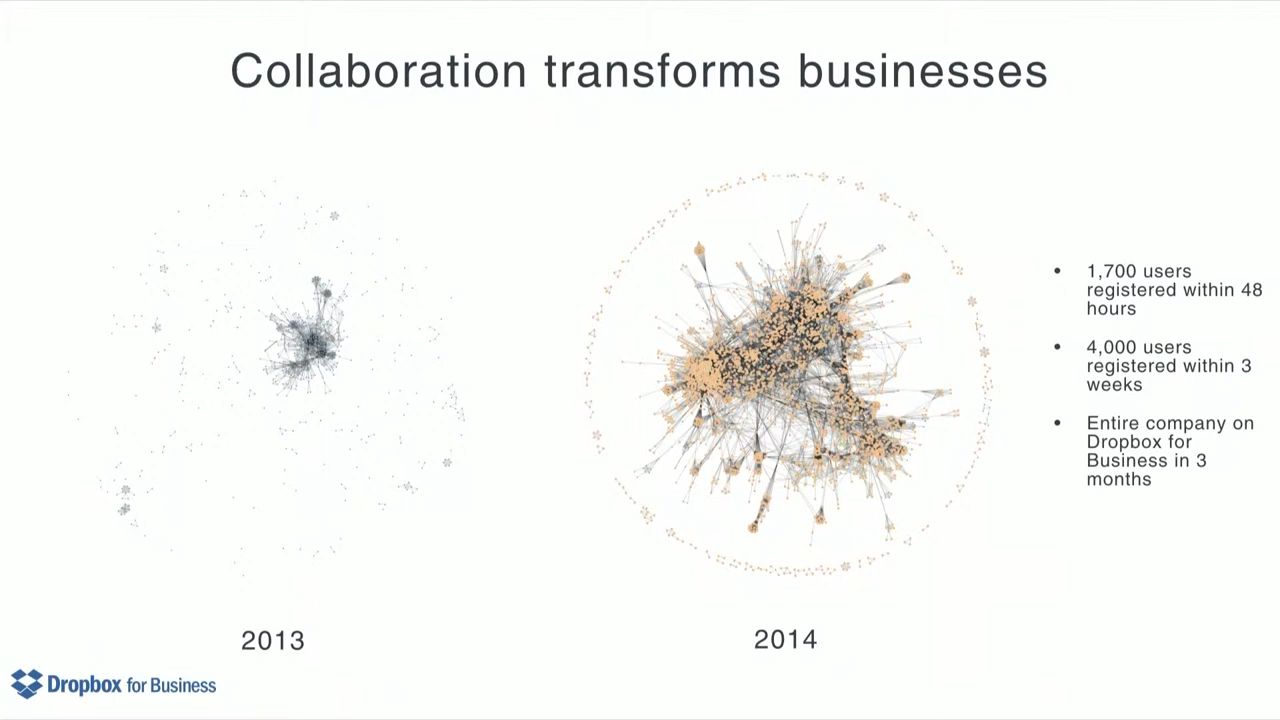 Collaboration transforms businesses
• 1,700 users
registered within 48
hours
• 4,000 users
registered within 3
weeks
• Entire company on
Dropbox for
Business in 3
months
2013
2014
Dropbox for Business